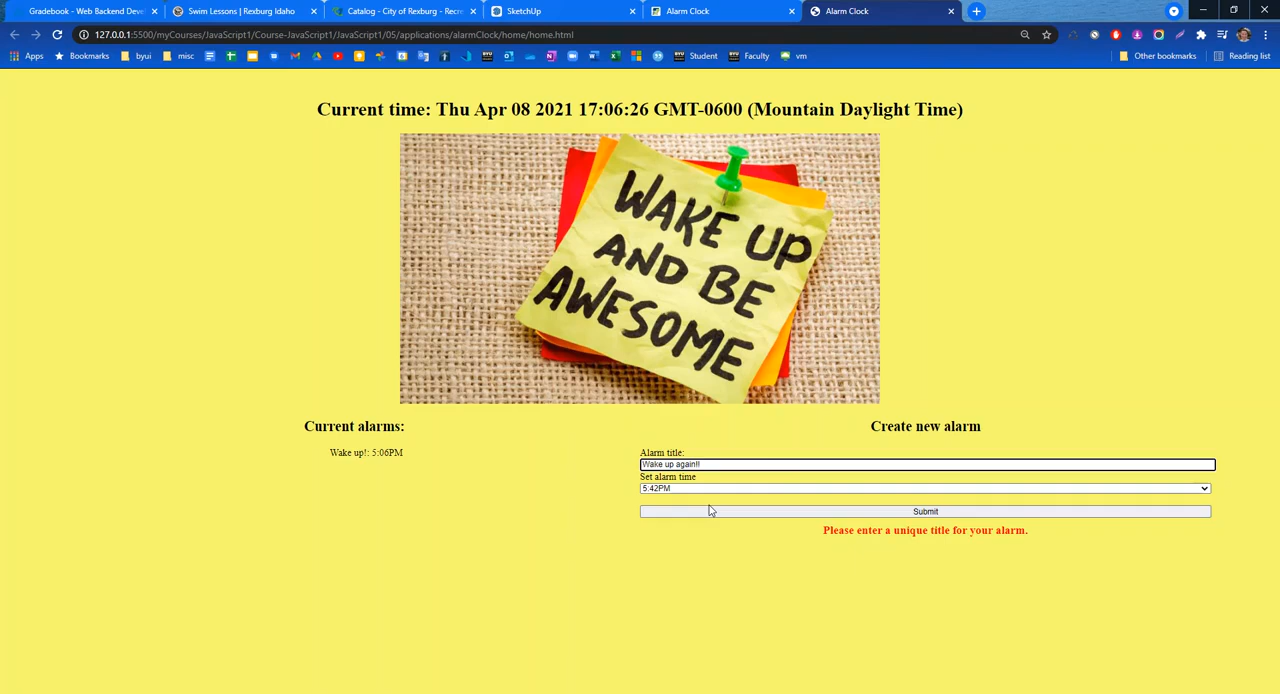 Gradebook - Web Backend Deve
Swim Lessons | Rexburg Idaho
Catalog - City of Rexburg - Recre
SketchUp
Alarm Clock
Alarm Clock
127.0.0.1:5500/myCourses/JavaScript1/Course-JavaScript1/JavaScript1/05/applications/alarmClock/home/home.html
Apps
Bookmarks
byui
misc
Student
Faculty
vm
Other bookmarks
Reading list
Current time: Thu Apr 08 2021 17:06:26 GMT-0600 (Mountain Daylight Time)
WAKE UP
AND BE
AWESOME
Current alarms:
Wake up!: 5:06PM
Create new alarm
Alarm title:
Wake up again!!
Set alarm time
5:42PM
Submit
Please enter a unique title for your alarm.